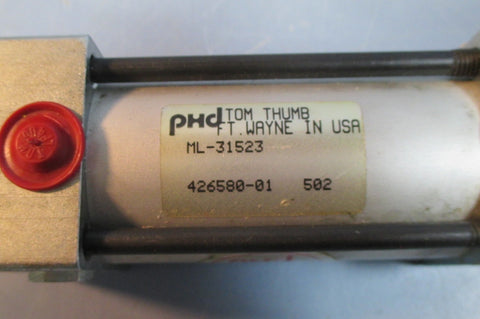 phd TOM THUMB
FT. WAYNE IN USA
ML-31523
426580-01 502